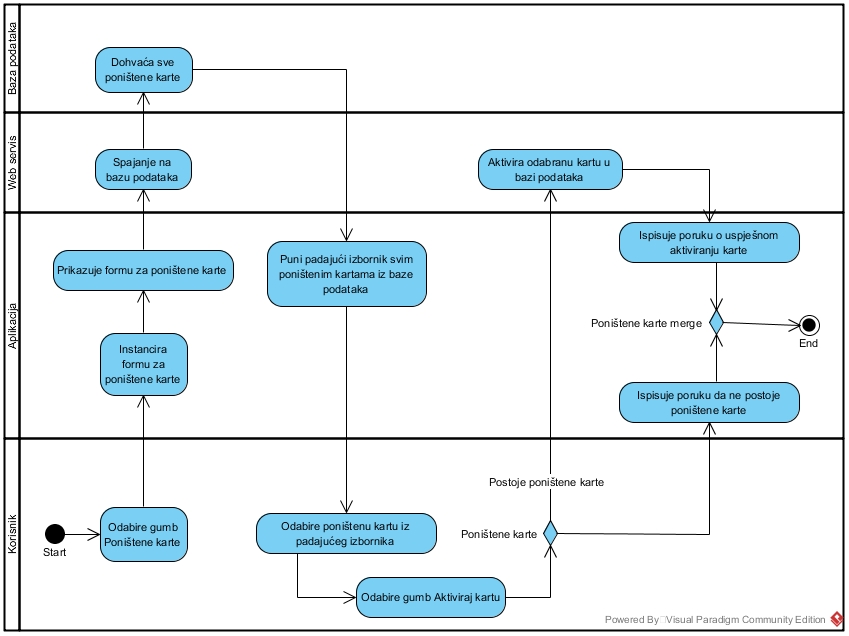 Baza podataka
Dohvaća sve
poništene karte
Web servis
Spajanje na
bazu podataka
Aktivira odabranu kartu u
bazi podataka
Aplikacija
Prikazuje formu za poništene karte
Puni padajući izbornik svim
poništenim kartama iz baze
podataka
Ispisuje poruku o uspješnom
aktiviranju karte
Poništene karte merge
End
Instancira
formu za
poništene karte
Ispisuje poruku da ne postoje
poništene karte
Korisnik
Postoje poništene karte
Start
Odabire gumb
Poništene karte
Odabire poništenu kartu iz
padajućeg izbornika
Poništene karte
Odabire gumb Aktiviraj kartu
Powered By Visual Paradigm Community Edition